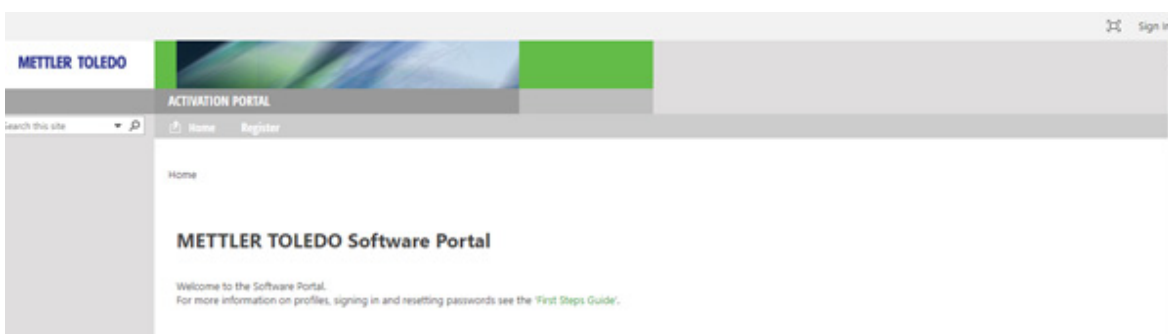 Sign In
METTLER TOLEDO
ACTIVATION PORTAL
Search this site
Home Register
Home
METTLER TOLEDO Software Portal
Welcome to the Software Portal.
For more information on profiles, signing in and resetting passwords see the 'First Steps Guide'.